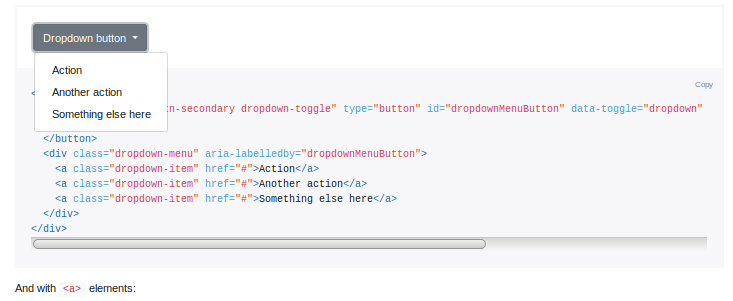 Dropdown button
Action
Another action
Something else here
Copy
<
tn-secondary dropdown-toggle" type="button" id="dropdownMenuButton" data-toggle="dropdown"
</button>
<div class="dropdown-menu" aria-labelledby="dropdownMenuButton">
<a class="dropdown-item" href="#">Action</a>
<a class="dropdown-item" href="#">Another action</a>
<a class="dropdown-item" href="#">Something else here</a>
</div>
</div>
And with <a> elements: